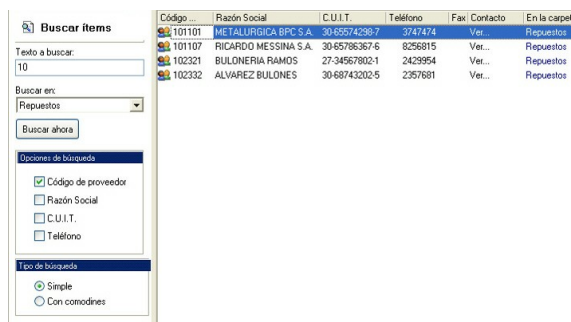 Buscar ítems
Texto a buscar:
10
Buscar en:
Repuestos
Buscar ahora
Opciones de búsqueda
Código de proveedor
Razón Social
C.U.I.T.
Teléfono
Tipo de búsqueda
Simple
Con comodines
Código ... Razón Social C.U.I.T. Teléfono Fax Contacto En la carpet
101101 METALURGICA BPC S.A. 30-65574298-7 3747474 Ver... Repuestos
101107 RICARDO MESSINA S.A. 30-65786367-6 8256815 Ver... Repuestos
102321 BULONERIA RAMOS 27-34567802-1 2429954 Ver... Repuestos
102332 ALVAREZ BULONES 30-68743202-5 2357681 Ver... Repuestos